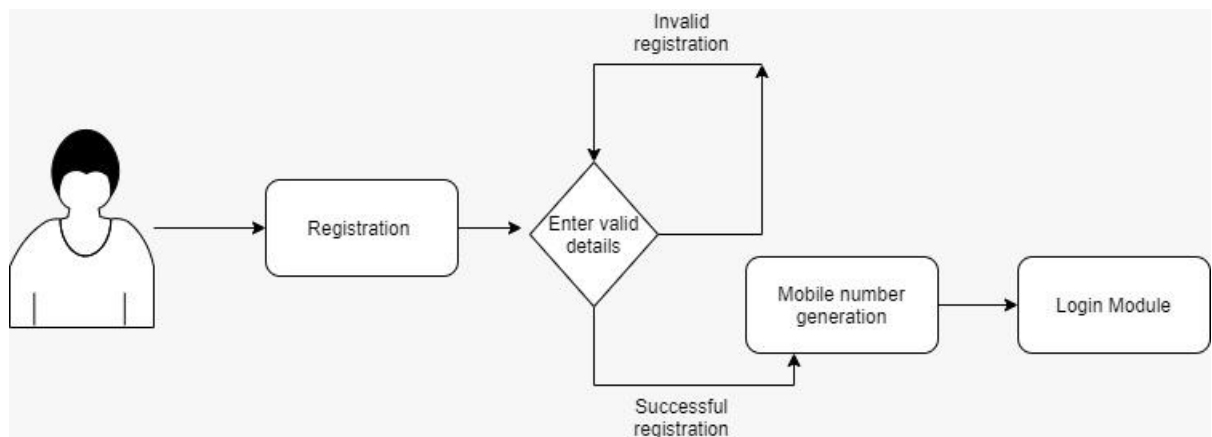 Invalid
registration
Registration
Enter valid
details
Mobile number
generation
Login Module
Successful
registration